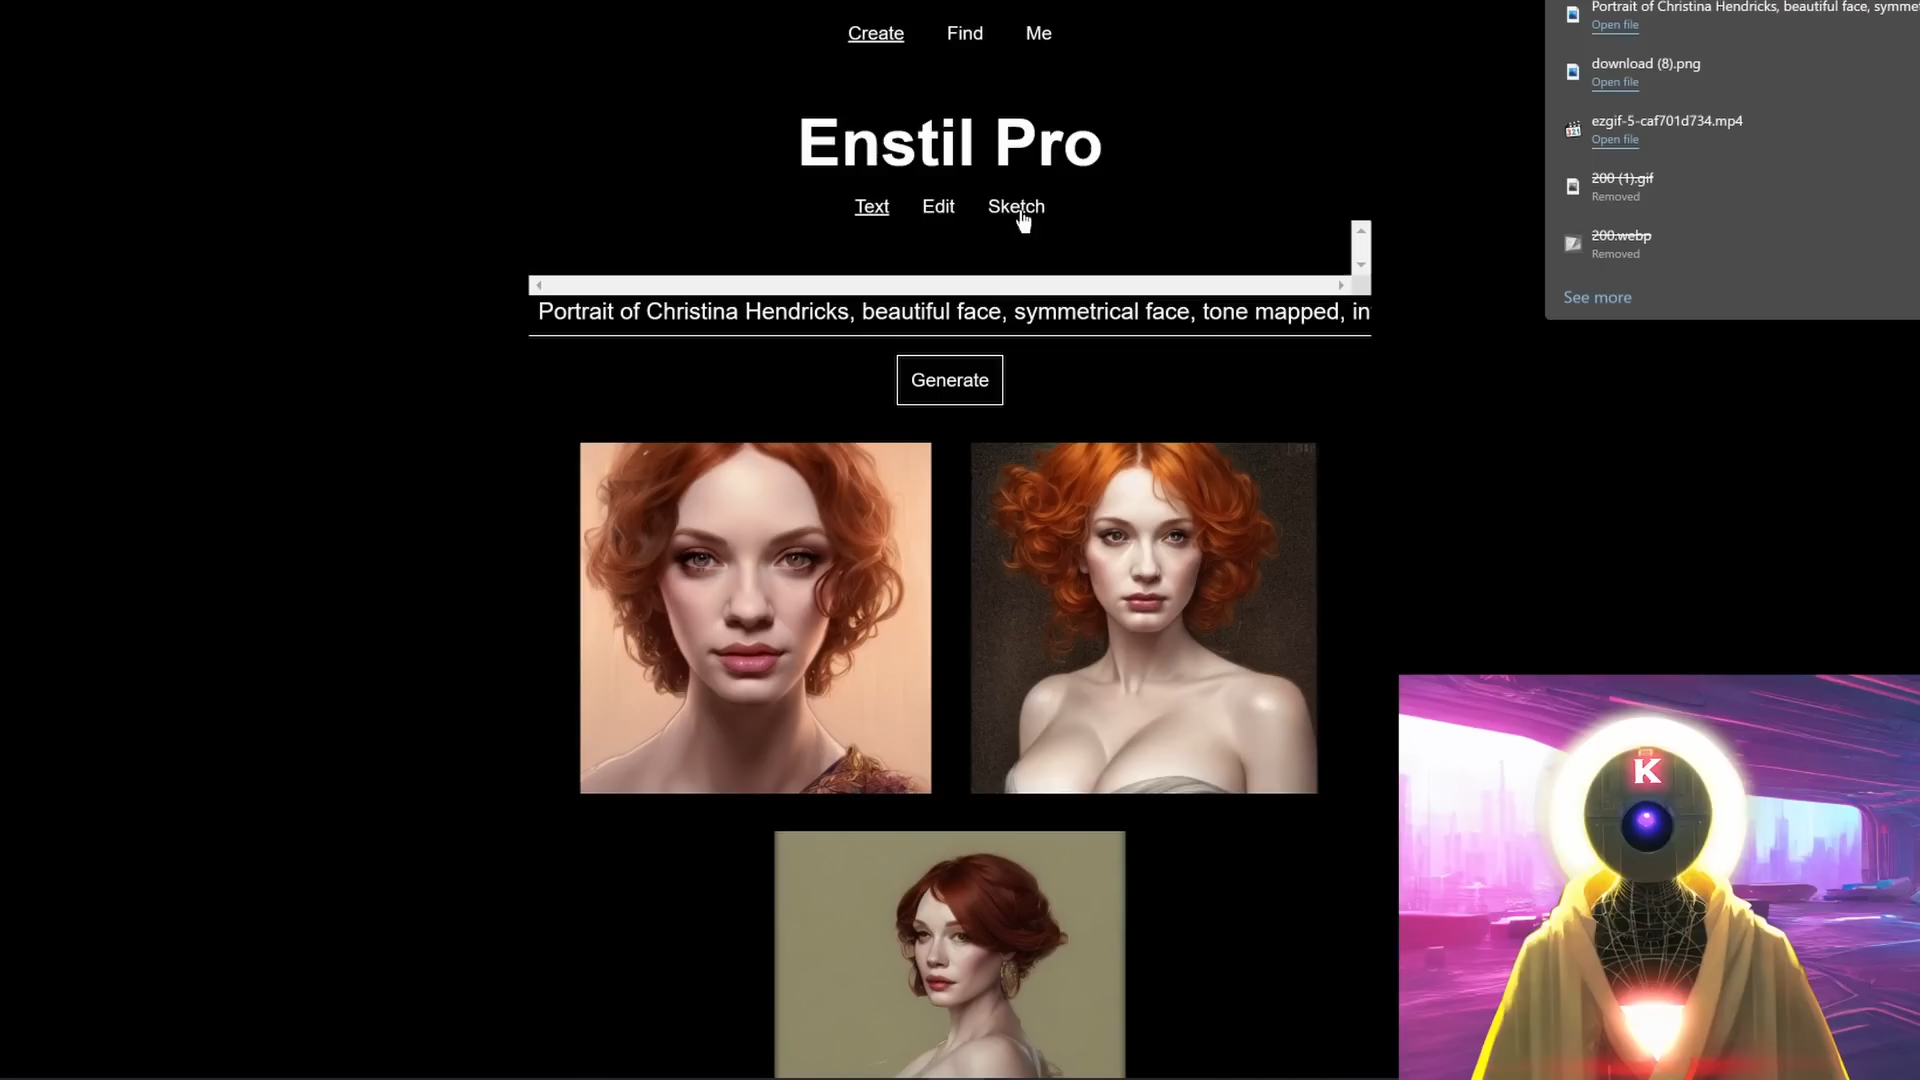 Create Find Me
Enstil Pro
Text Edit Sketch
Portrait of Christina Hendricks, beautiful face, symmetrical face, tone mapped, in
Generate
Portrait of Christina Hendricks, beautiful face, symme
Open file
download (8).png
Open file
ezgif-5-caf701d734.mp4
Open file
200 (1).gif
Removed
200.webp
Removed
See more
K